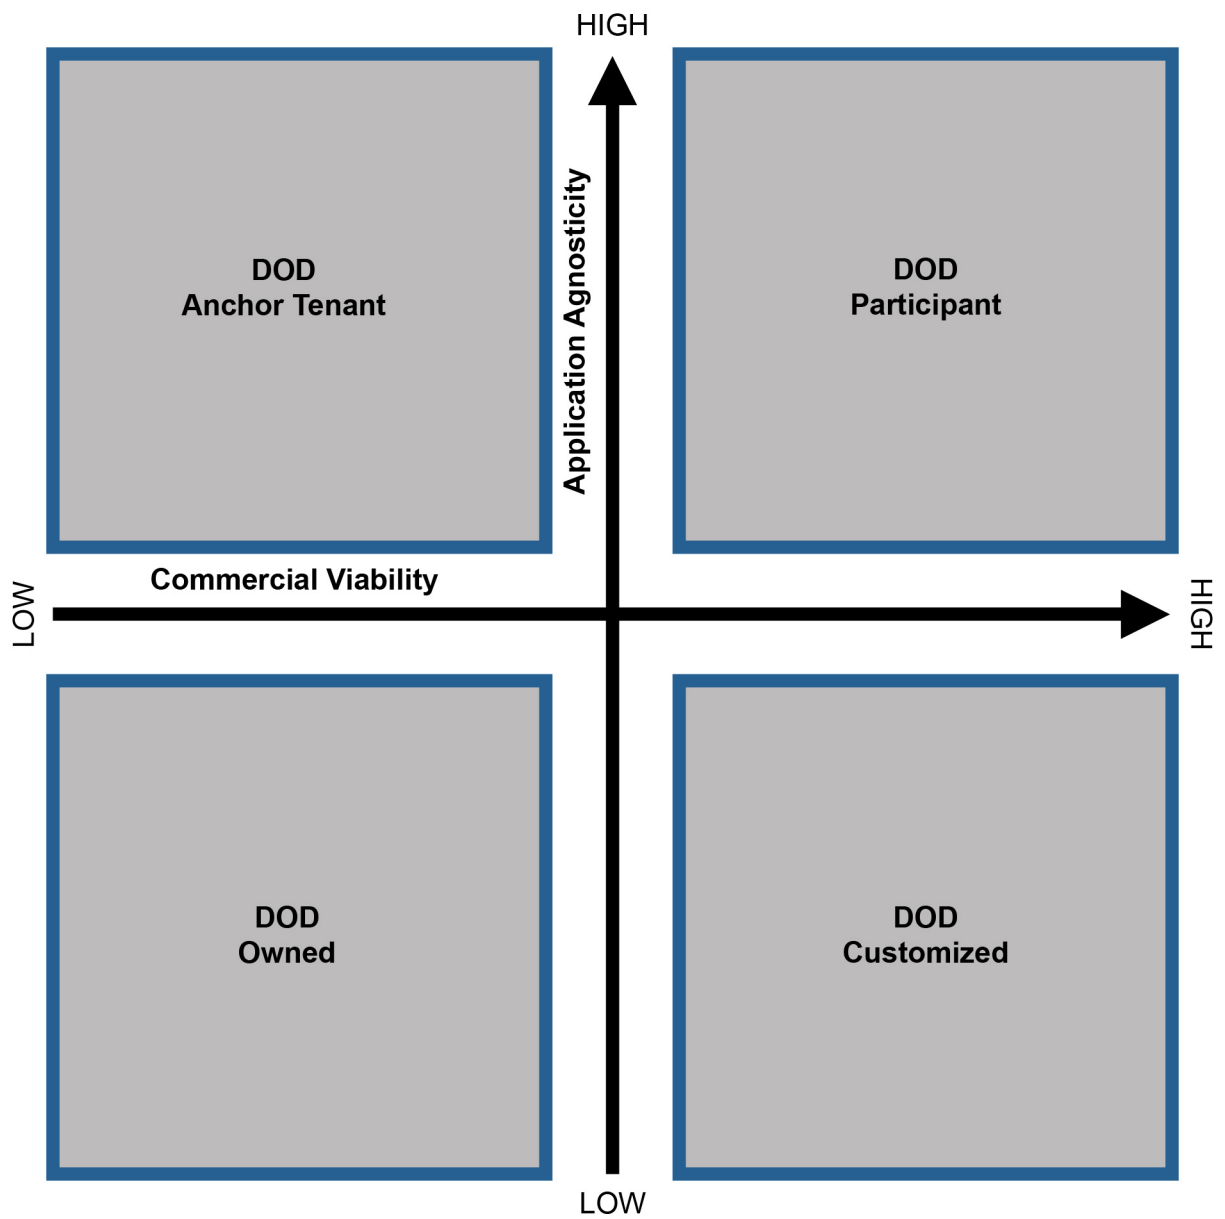 HIGH
DOD
Anchor Tenant
Application Agnosticity
DOD
Participant
Commercial Viability
LOW
HIGH
DOD
Owned
DOD
Customized
LOW